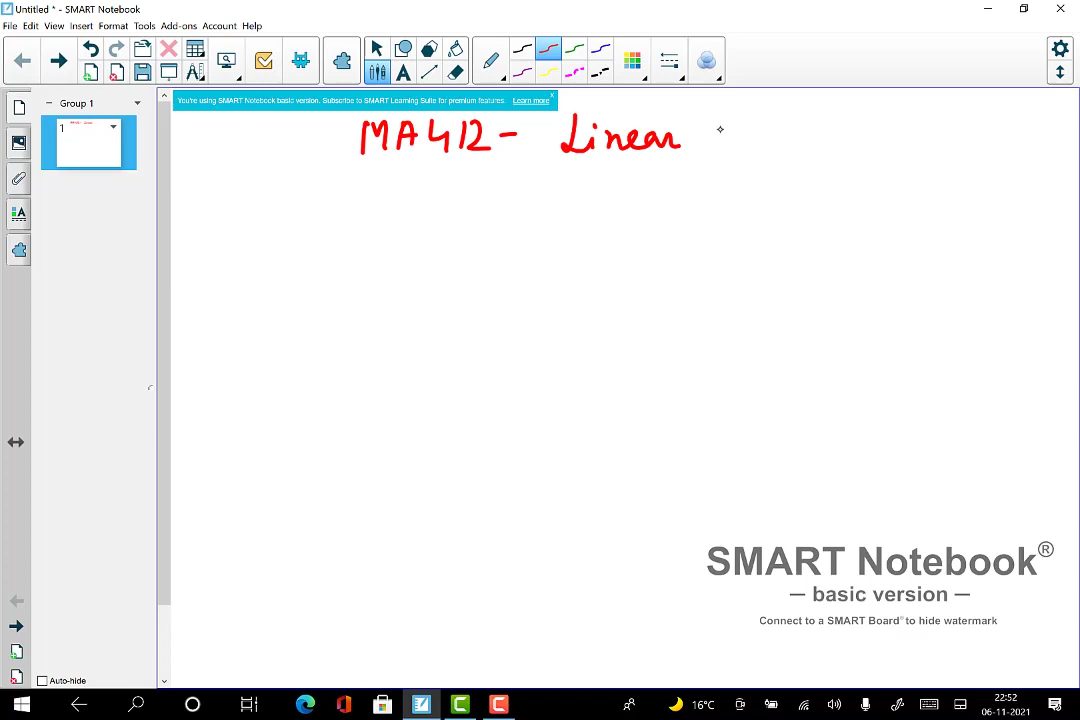 Untitled * - SMART Notebook
File Edit View Insert Format Tools Add-ons Account Help
Group 1
You're using SMART Notebook basic version. Subscribe to SMART Learning Suite for premium features. Learn more x
1
MA412- Linear
SMART Notebook®
— basic version —
Connect to a SMART Board® to hide watermark
Auto-hide
16°C
22:52
06-11-2021